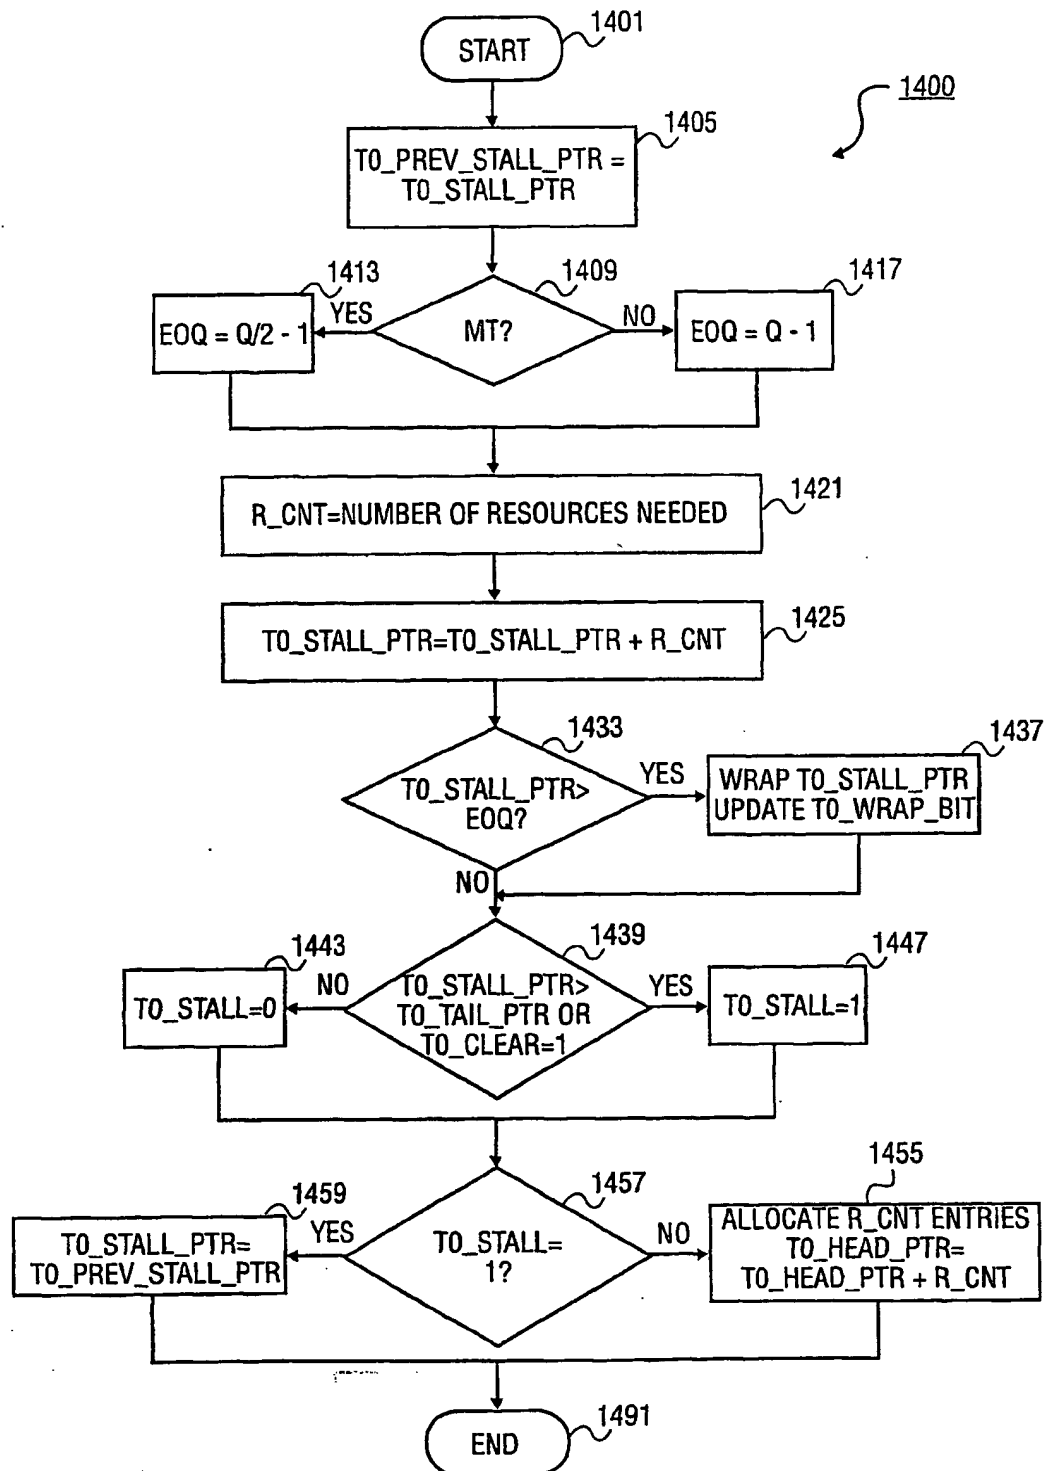 START
1401
1400
1405
T0_PREV_STALL_PTR =
T0_STALL_PTR
1413
1409
1417
EOQ = Q/2 - 1
YES
MT?
NO
EOQ = Q - 1
1421
R_CNT=NUMBER OF RESOURCES NEEDED
1425
T0_STALL_PTR=T0_STALL_PTR + R_CNT
1433
1437
T0_STALL_PTR>
EOQ?
YES
WRAP T0_STALL_PTR
UPDATE T0_WRAP_BIT
NO
1443
1439
1447
T0_STALL=0
NO
T0_STALL_PTR>
T0_TAIL_PTR OR
T0_CLEAR=1
YES
T0_STALL=1
1459
1457
1455
T0_STALL_PTR=
T0_PREV_STALL_PTR
YES
T0_STALL=
1?
NO
ALLOCATE R_CNT ENTRIES
T0_HEAD_PTR=
T0_HEAD_PTR + R_CNT
END
1491